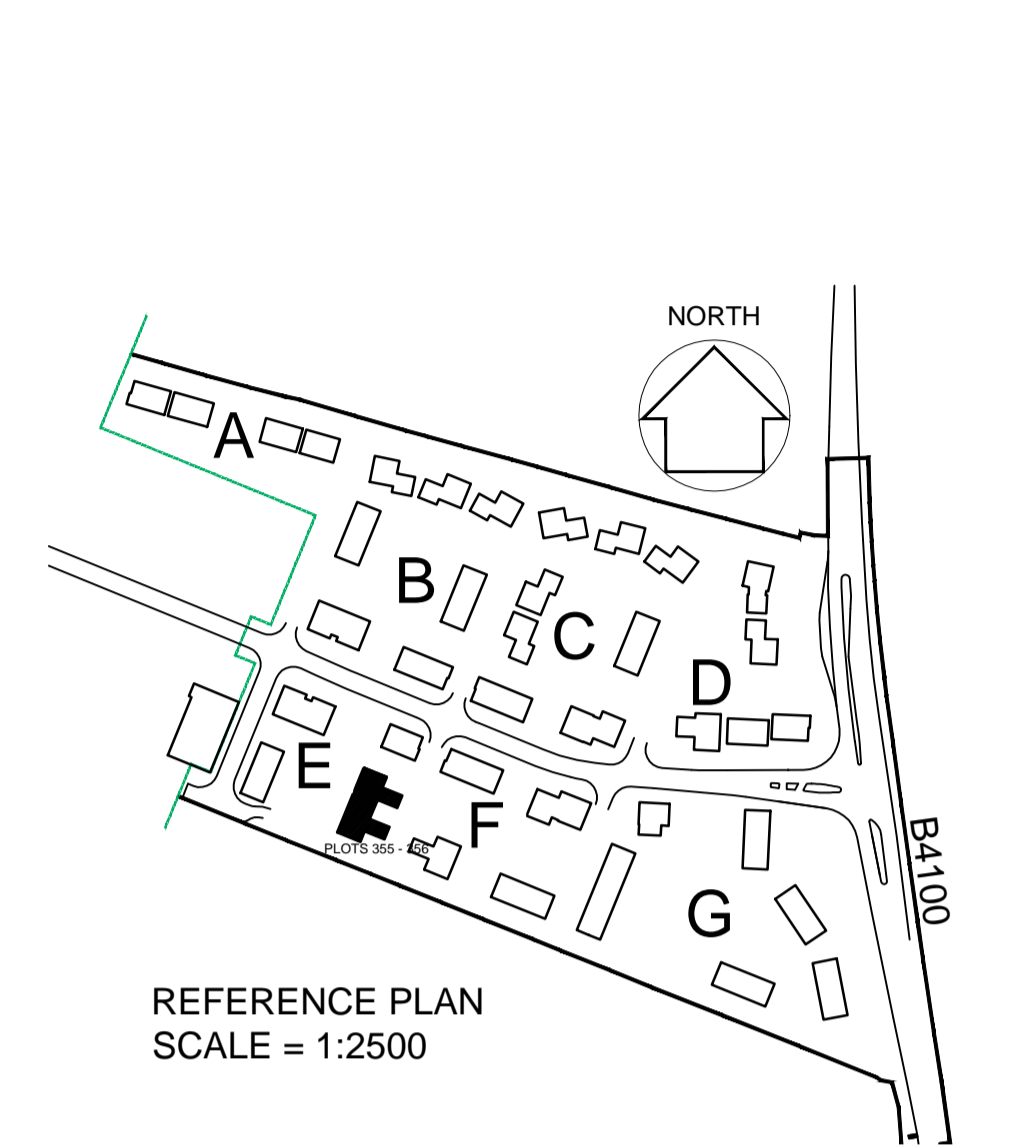 NORTH
A
B
C
D
E
PLOTS 355 - 356
F
B4100
G
REFERENCE PLAN
SCALE = 1:2500